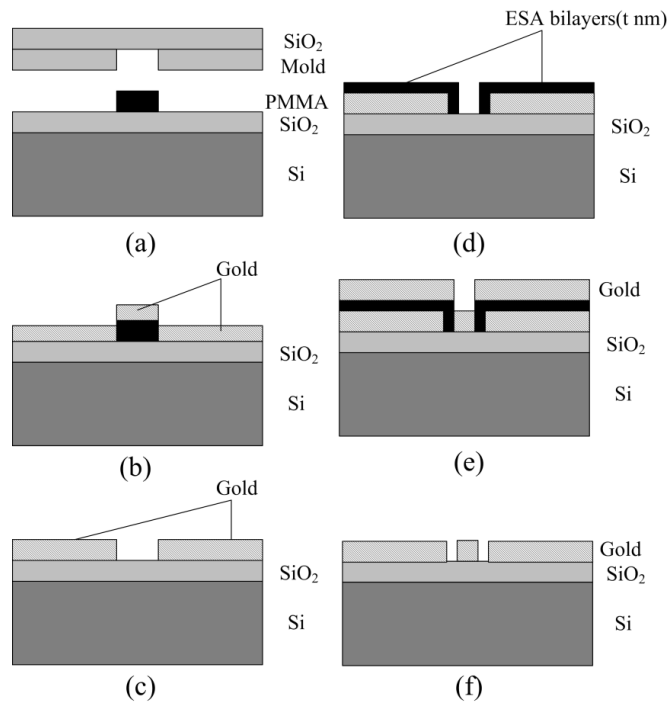 SiO₂
Mold
PMMA
SiO₂
Si
(a)
Gold
SiO₂
Si
(b)
Gold
SiO₂
Si
(c)
ESA bilayers(t nm)
SiO₂
Si
(d)
Gold
SiO₂
Si
(e)
Gold
SiO₂
Si
(f)